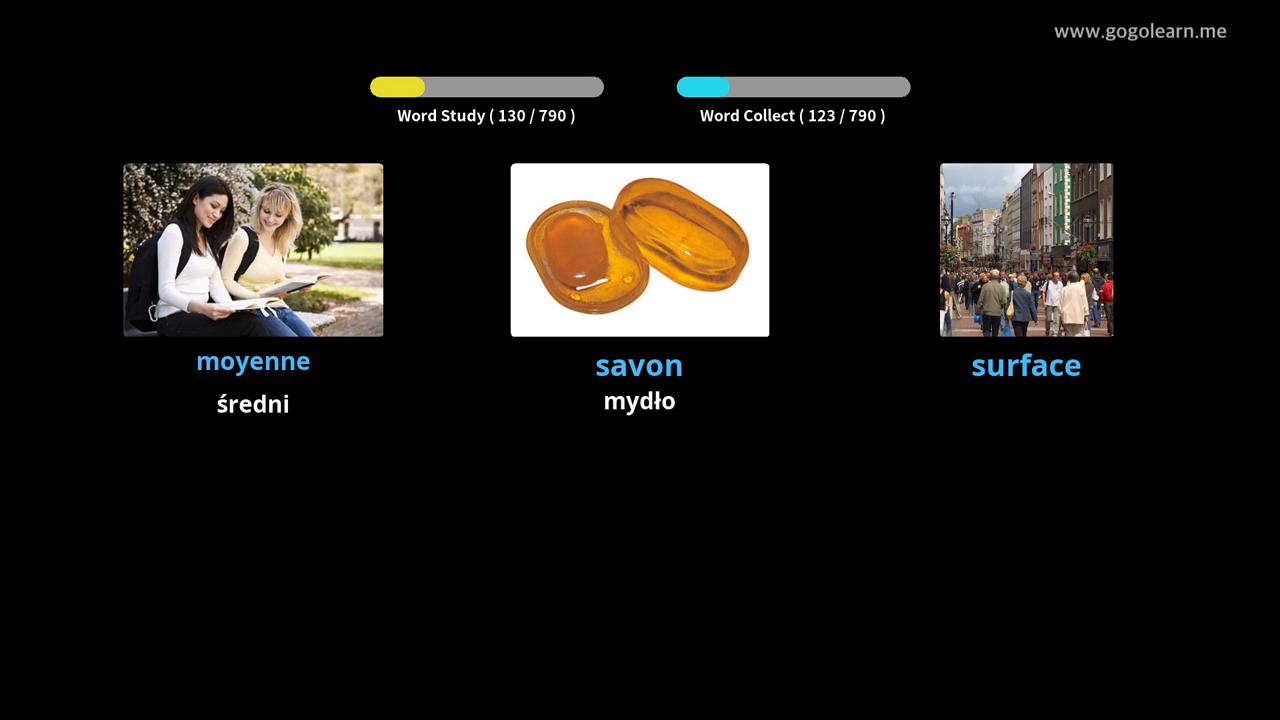 www.gogolearn.me
Word Study ( 130 / 790 )
Word Collect ( 123 / 790 )
moyenne
średni
savon
mydło
surface